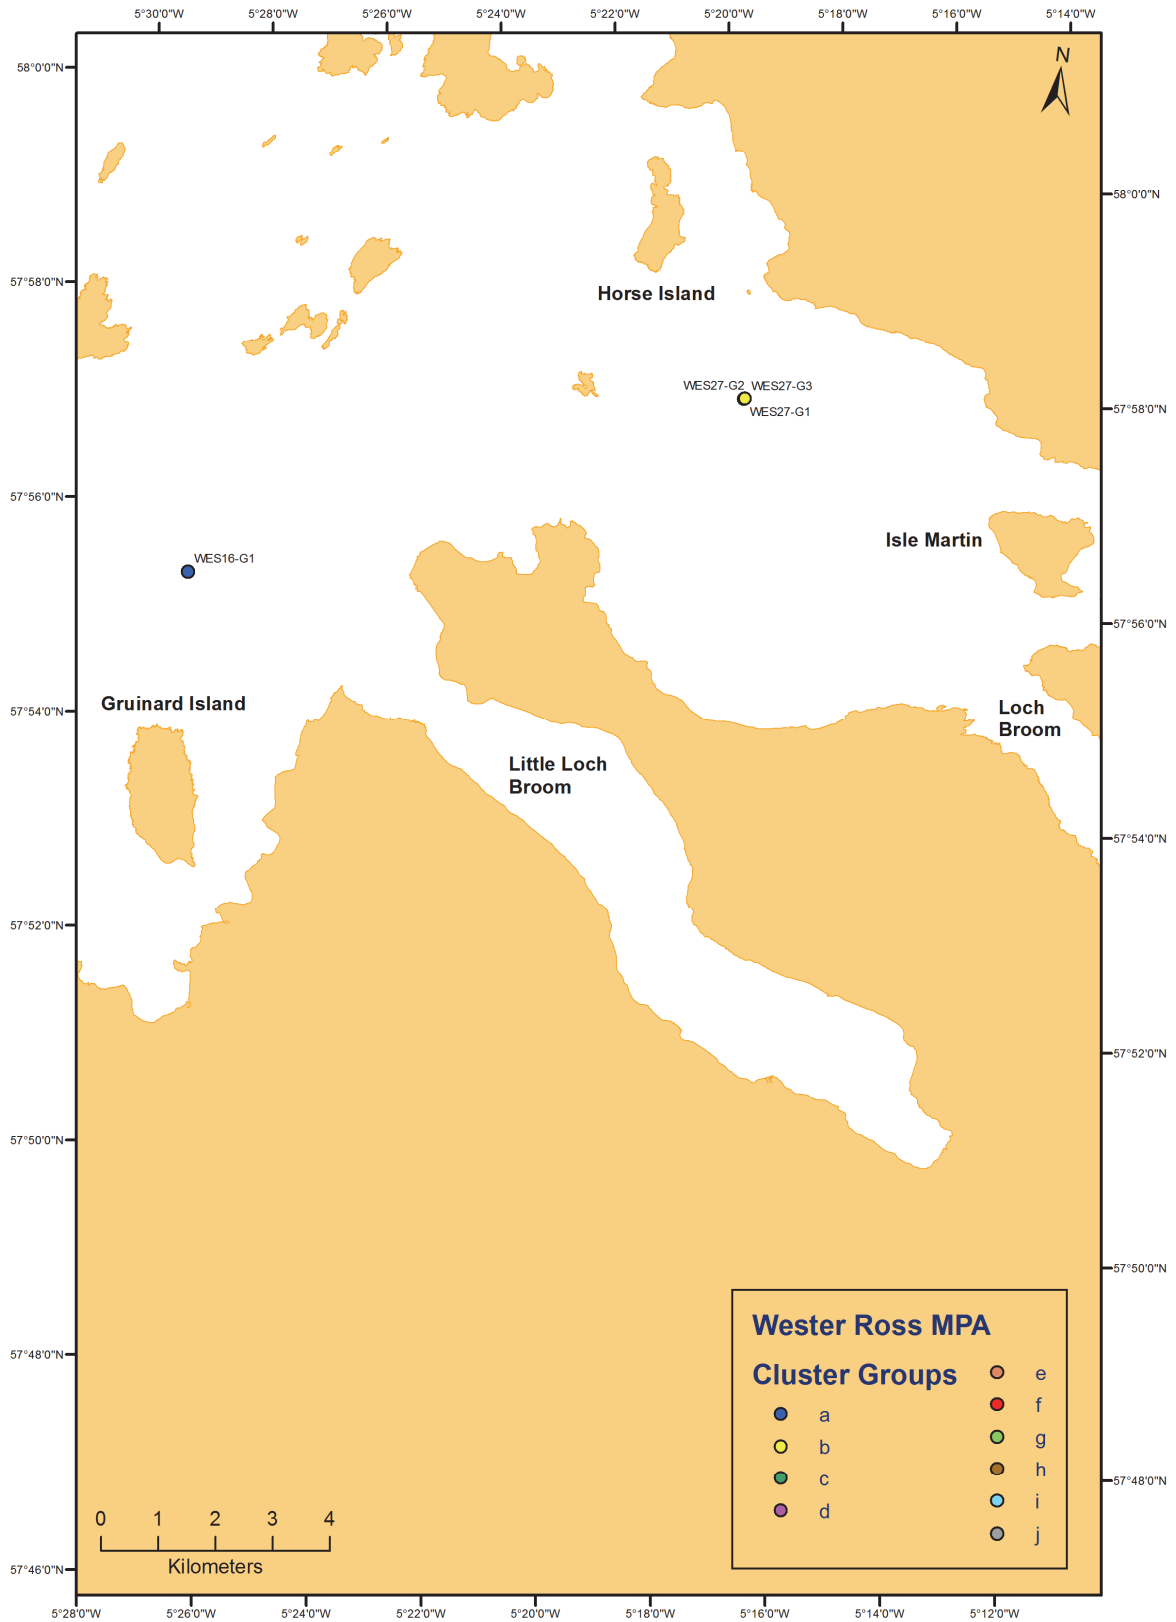 5°30'0"W 5°28'0"W 5°26'0"W 5°24'0"W 5°22'0"W 5°20'0"W 5°18'0"W 5°16'0"W 5°14'0"W
N
58°0'0"N
58°0'0"N
57°58'0"N
Horse Island
WES27-G2 WES27-G3
57°58'0"N
WES27-G1
57°56'0"N
Isle Martin
WES16-G1
57°56'0"N
Gruinard Island
57°54'0"N
Loch
Broom
Little Loch
Broom
57°54'0"N
57°52'0"N
57°52'0"N
57°50'0"N
57°50'0"N
Wester Ross MPA
57°48'0"N
Cluster Groups
a
b
c
d
e
f
g
h
i
j
57°48'0"N
0 1 2 3 4
Kilometers
57°46'0"N
5°28'0"W 5°26'0"W 5°24'0"W 5°22'0"W 5°20'0"W 5°18'0"W 5°16'0"W 5°14'0"W 5°12'0"W